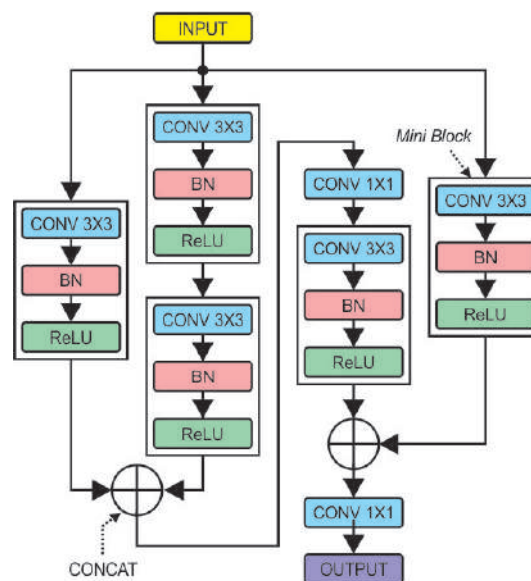 INPUT
CONV 3X3
BN
ReLU
CONV 3X3
BN
ReLU
CONV 3X3
BN
ReLU
CONCAT
CONV 1X1
CONV 3X3
BN
ReLU
Mini Block
CONV 3X3
BN
ReLU
CONV 1X1
OUTPUT